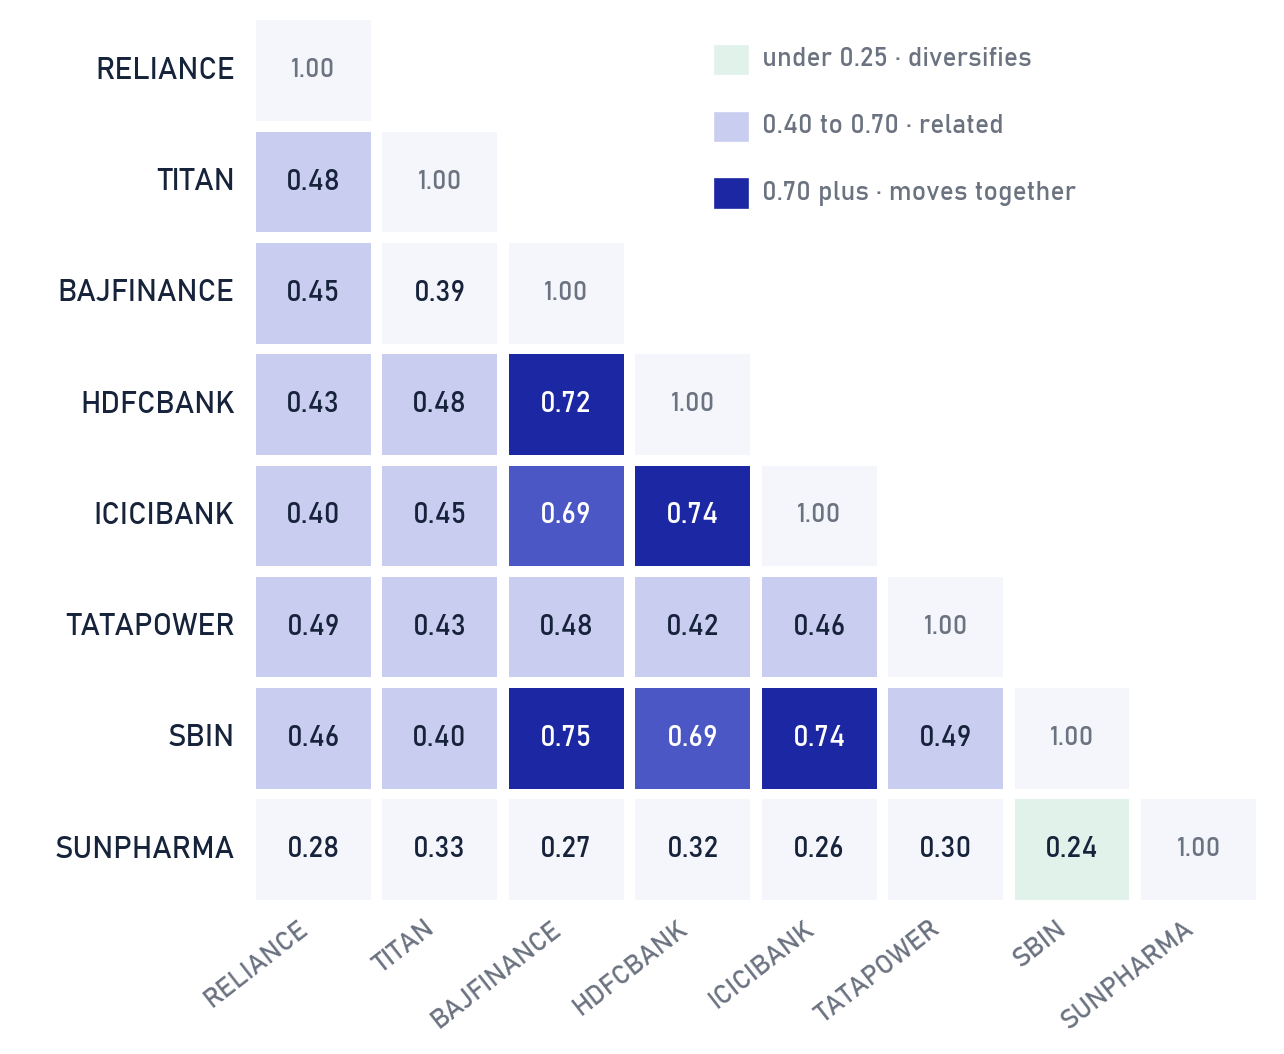 RELIANCE 1.00
under 0.25 · diversifies
0.40 to 0.70 · related
0.70 plus · moves together
TITAN 0.48 1.00
BAJFINANCE 0.45 0.39 1.00
HDFCBANK 0.43 0.48 0.72 1.00
ICICIBANK 0.40 0.45 0.69 0.74 1.00
TATAPOWER 0.49 0.43 0.48 0.42 0.46 1.00
SBIN 0.46 0.40 0.75 0.69 0.74 0.49 1.00
SUNPHARMA 0.28 0.33 0.27 0.32 0.26 0.30 0.24 1.00
RELIANCE TITAN BAJFINANCE HDFCBANK ICICIBANK TATAPOWER SBIN SUNPHARMA